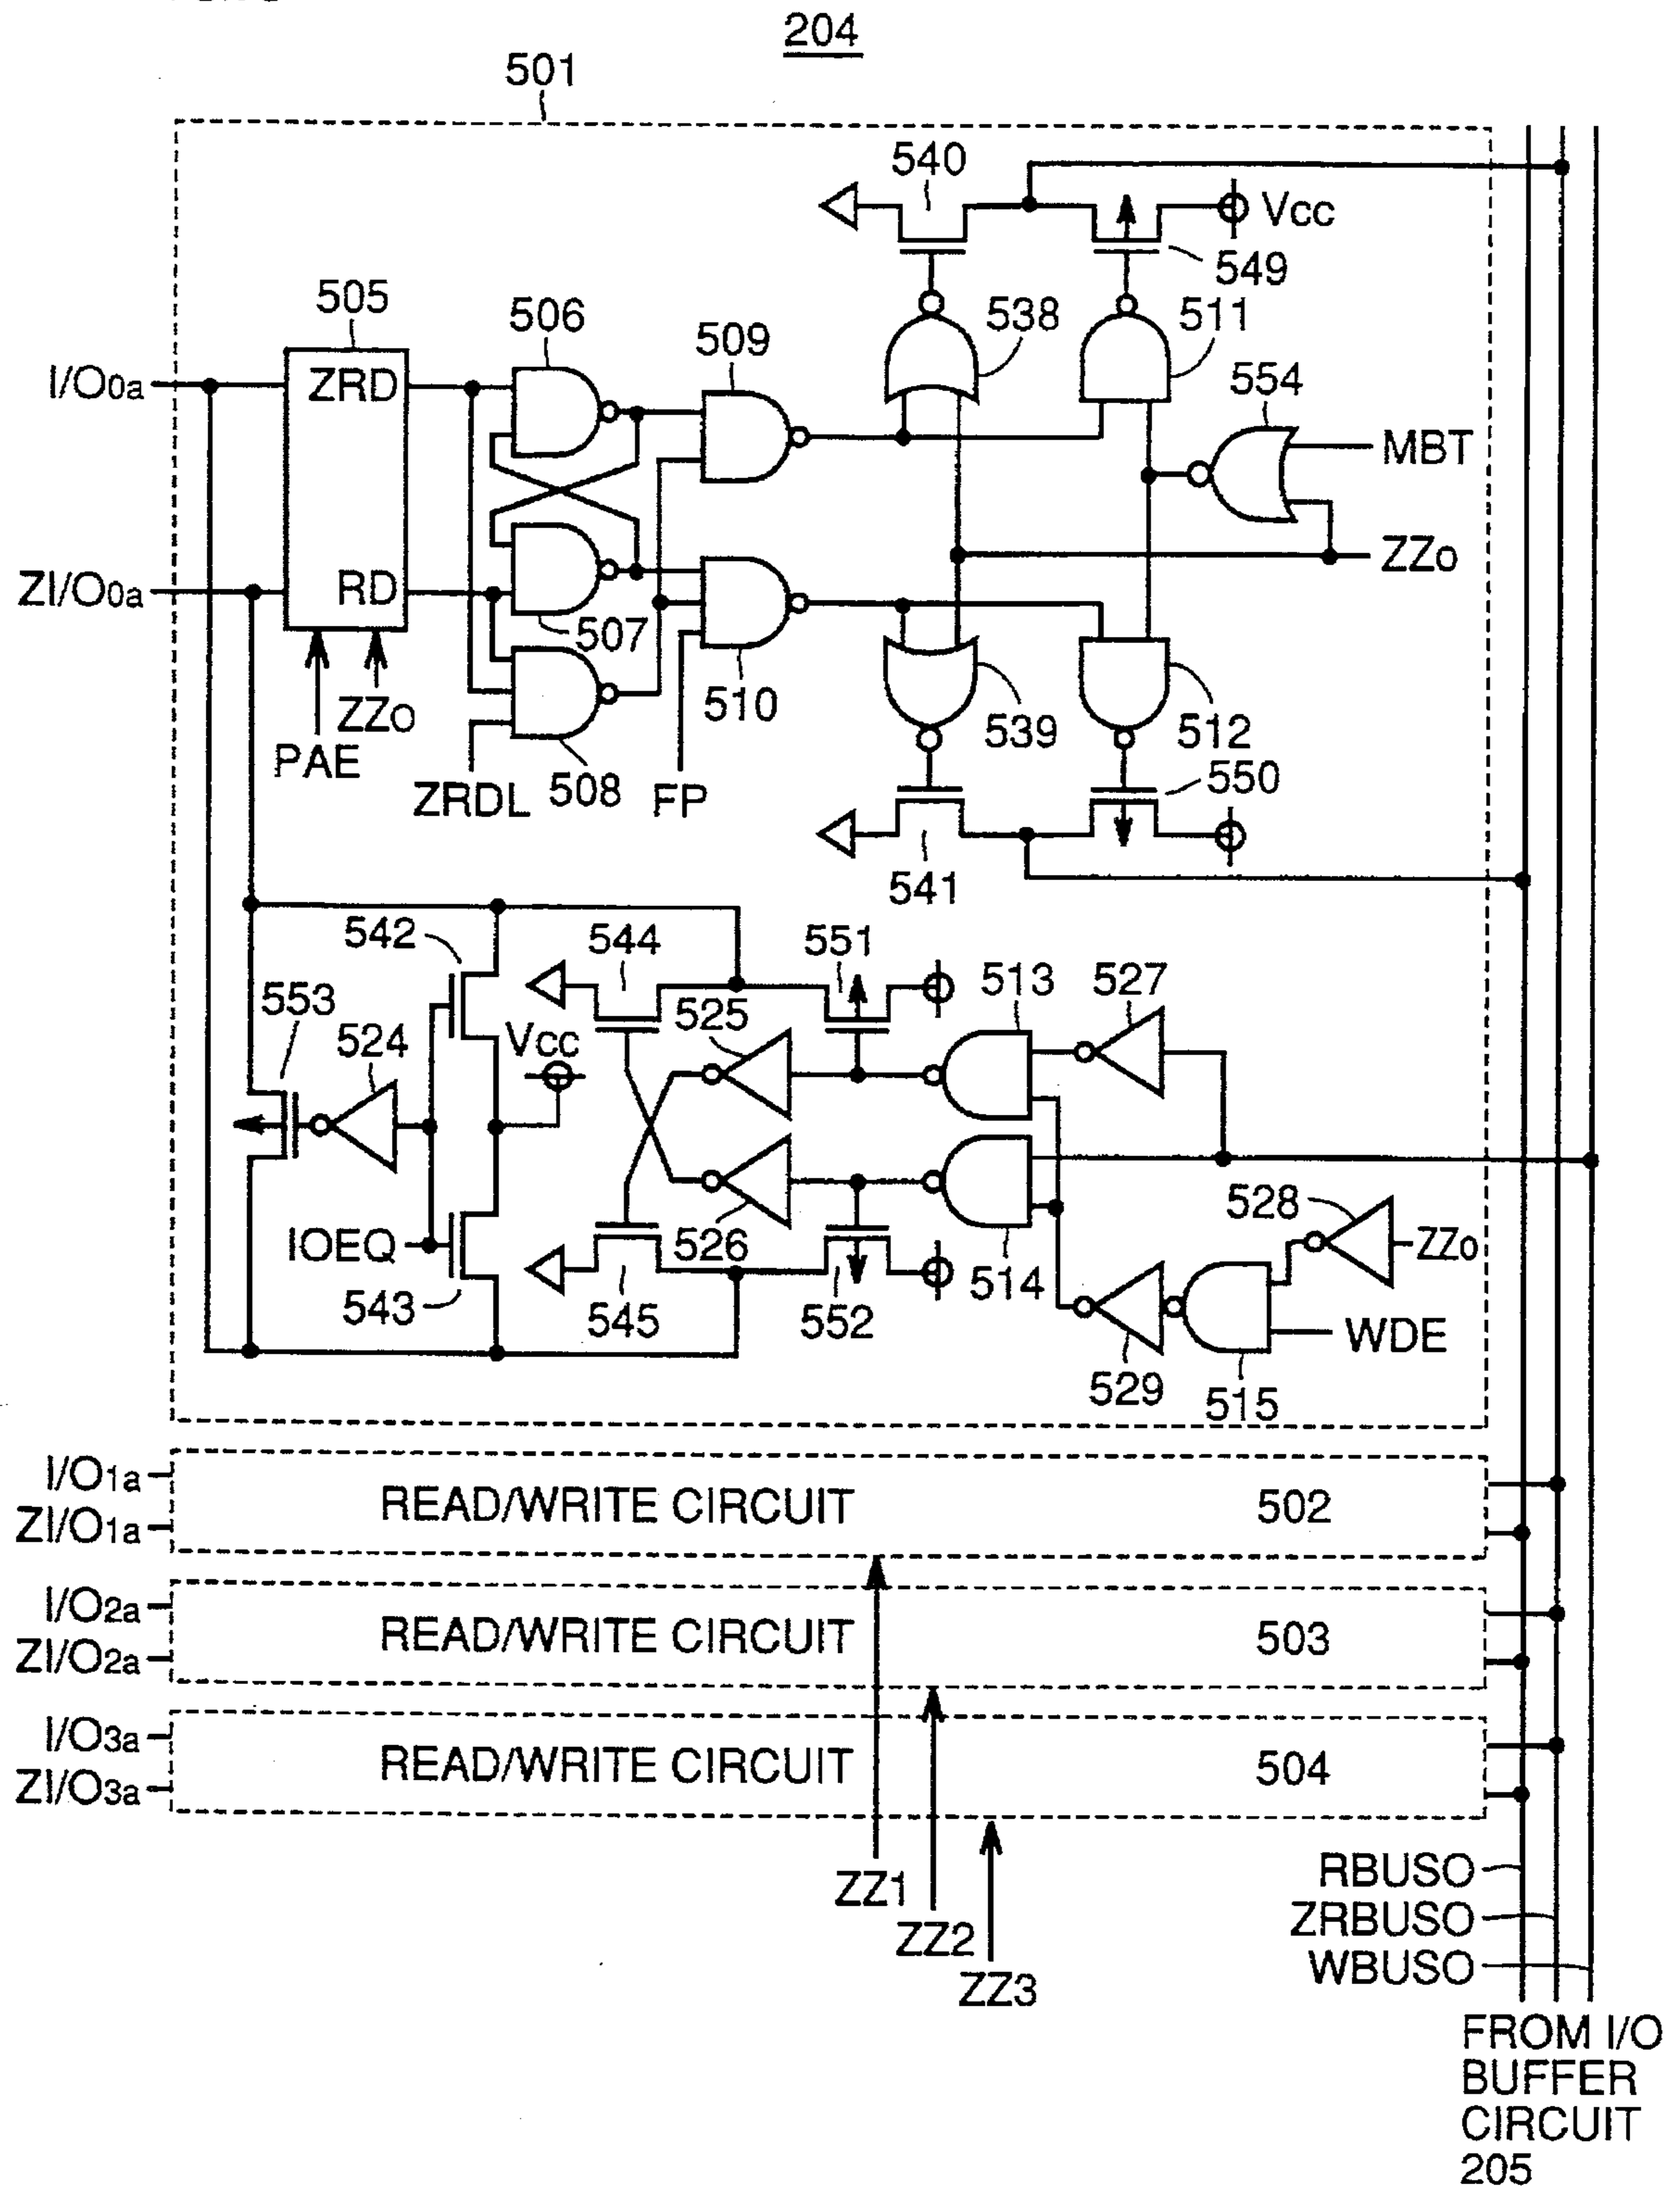 204
501
540
Vcc
549
505
506
509
538
511
554
I/O0a
ZRD
MBT
ZZ0
ZI/O0a
RD
507
510
539
512
PAE
ZZ0
ZRDL
508
FP
550
541
542
544
551
513
527
553
524
Vcc
525
528
IOEQ
526
514
ZZ0
543
545
552
WDE
529
515
I/O1a
ZI/O1a
READ/WRITE CIRCUIT 502
I/O2a
ZI/O2a
READ/WRITE CIRCUIT 503
I/O3a
ZI/O3a
READ/WRITE CIRCUIT 504
ZZ1
ZZ2
ZZ3
RBUSO
ZRBUSO
WBUSO
FROM I/O
BUFFER
CIRCUIT
205